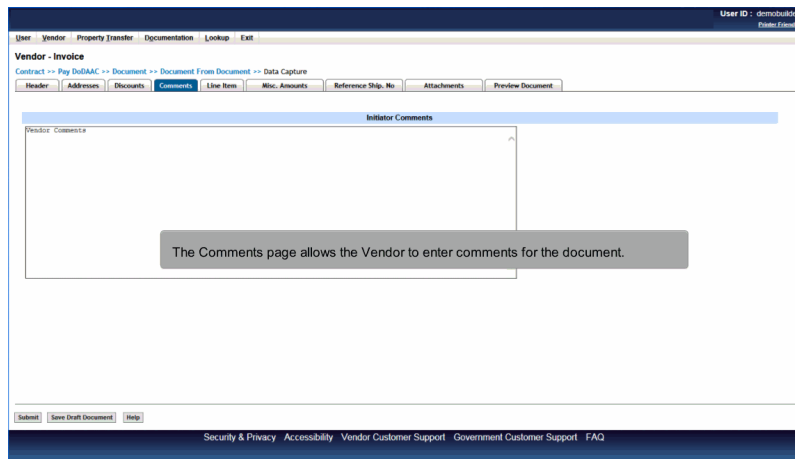 User ID : demobuilde
Printer Friend
User Vendor Property Transfer Documentation Lookup Exit
Vendor - Invoice
Contract >> Pay DoDAAC >> Document >> Document From Document >> Data Capture
Header Addresses Discounts Comments Line Item Misc. Amounts Reference Ship. No Attachments Preview Document
Initiator Comments
Vendor Comments
The Comments page allows the Vendor to enter comments for the document.
Submit Save Draft Document Help
Security & Privacy Accessibility Vendor Customer Support Government Customer Support FAQ